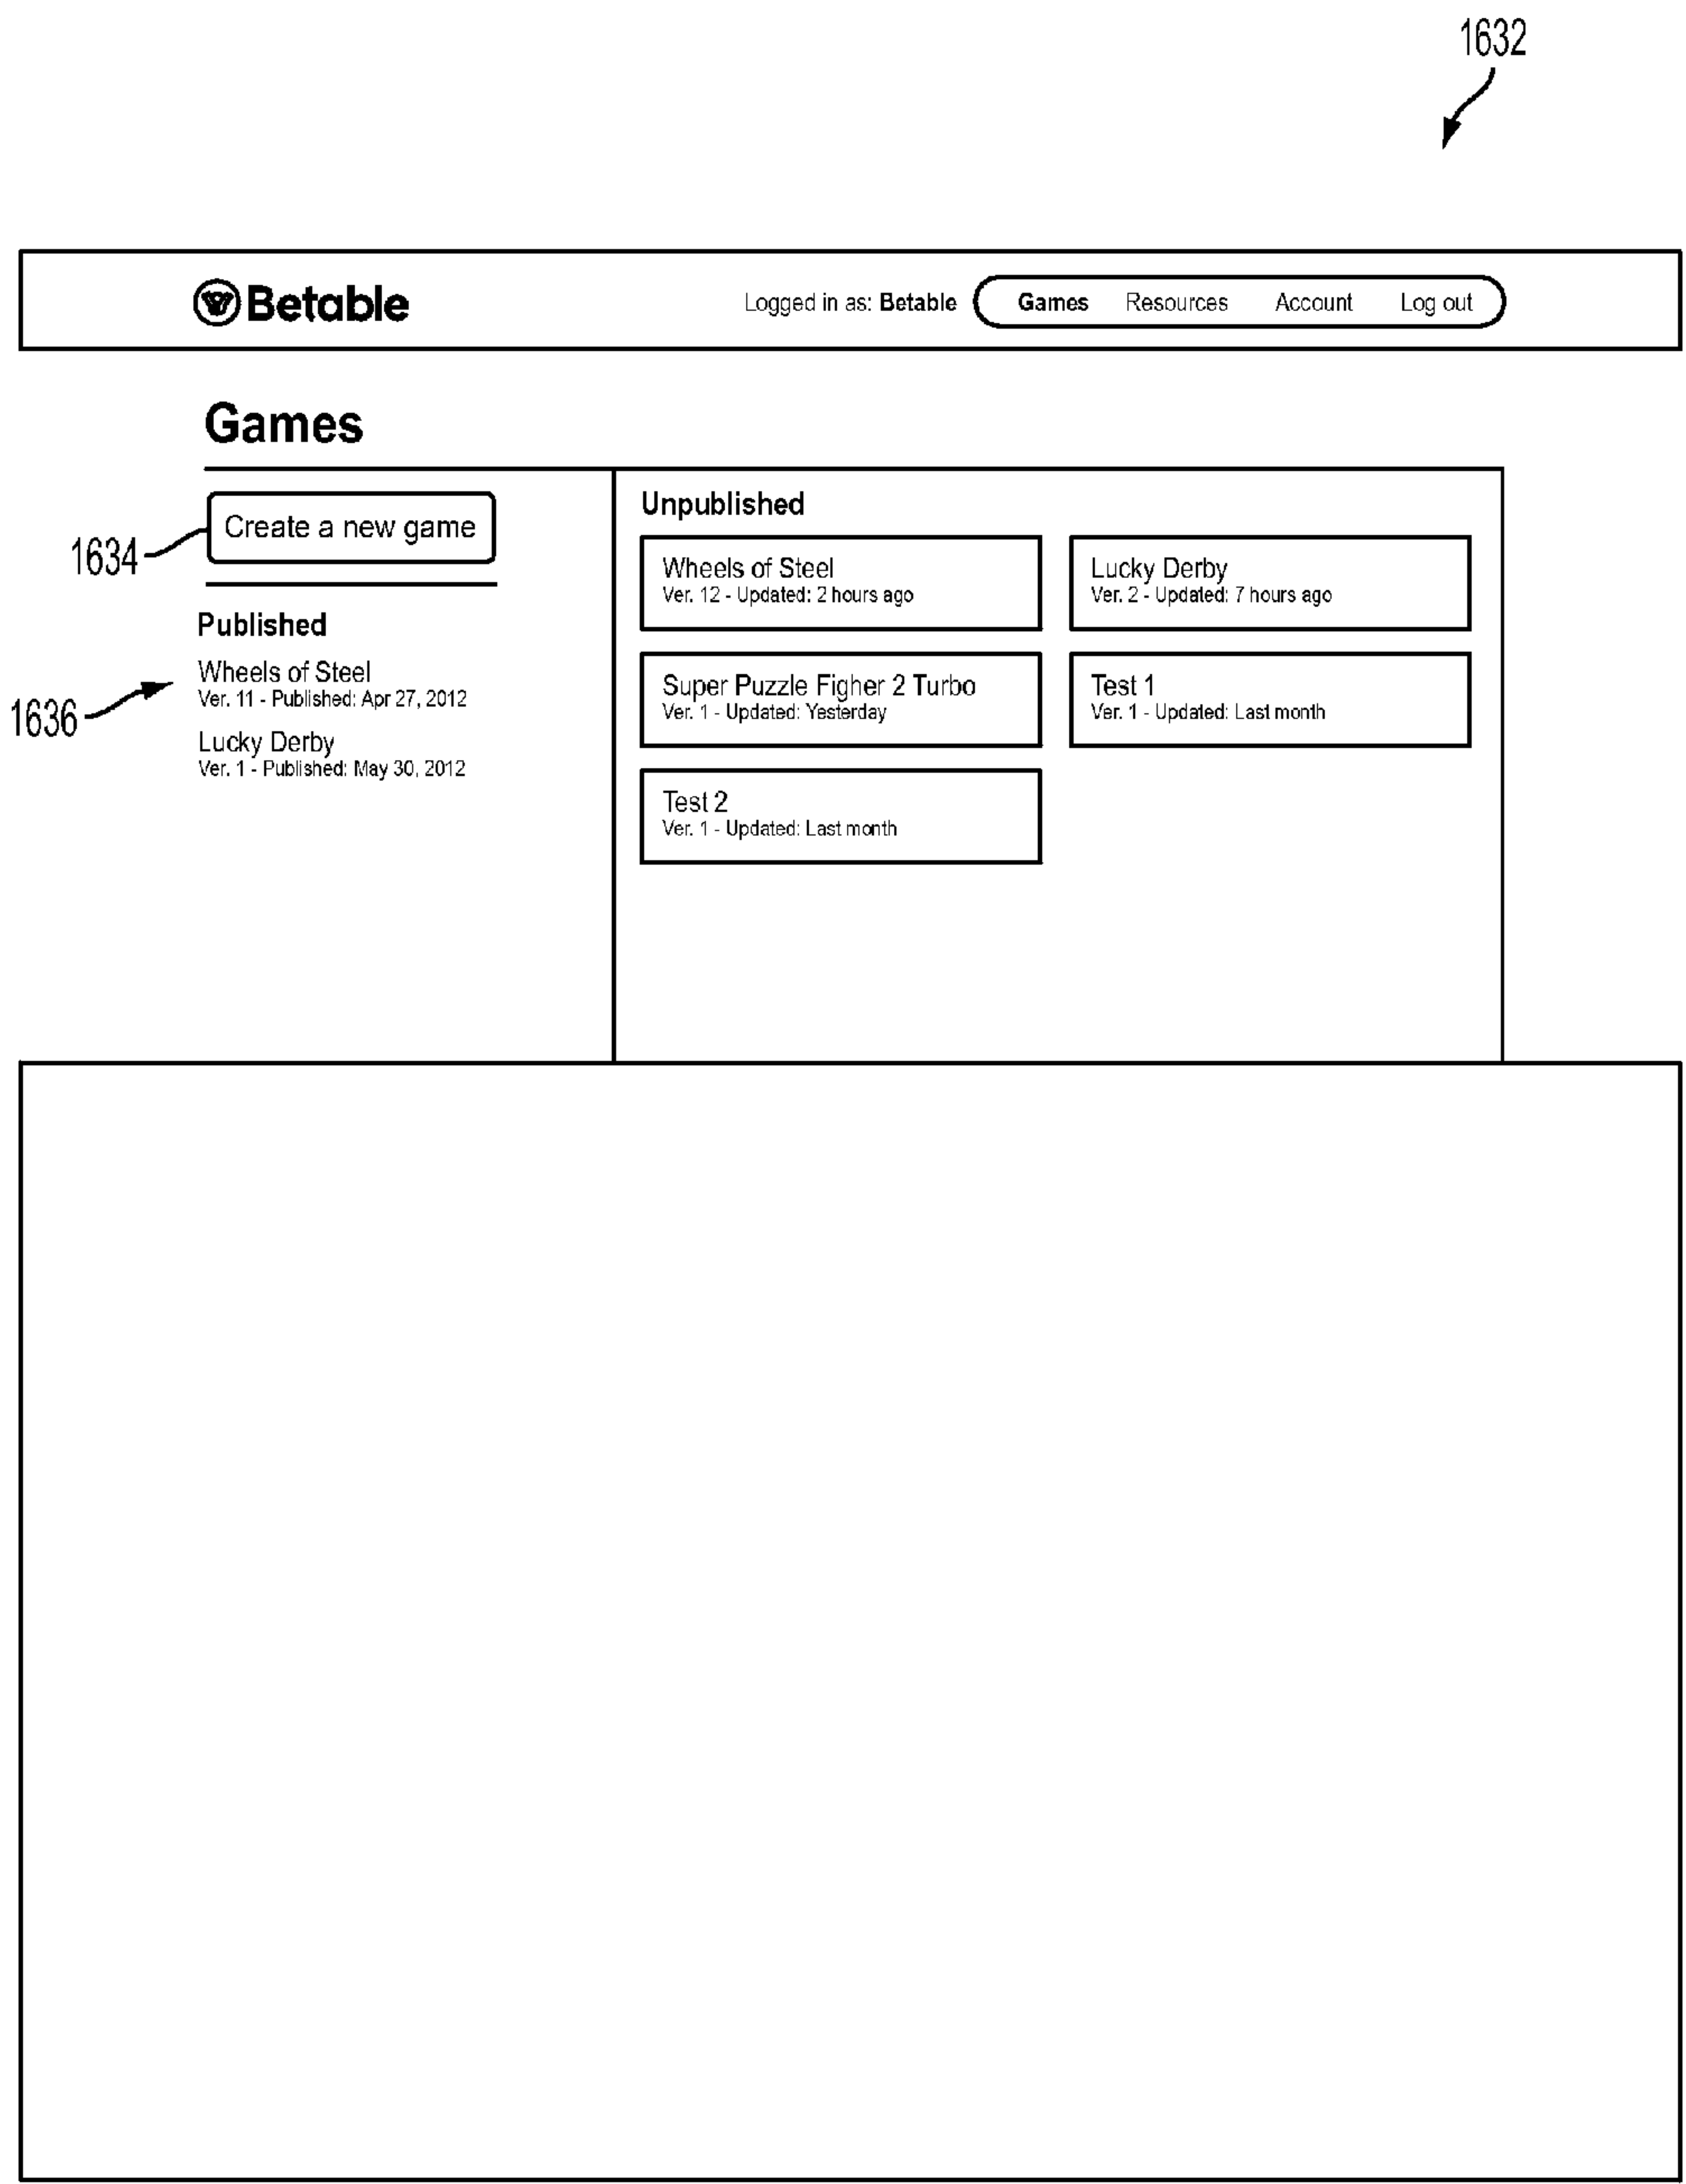 1632
Betable
Logged in as: Betable Games Resources Account Log out
Games
1634
Create a new game
Published
1636
Wheels of Steel
Ver. 11 - Published: Apr 27, 2012
Lucky Derby
Ver. 1 - Published: May 30, 2012
Unpublished
Wheels of Steel
Ver. 12 - Updated: 2 hours ago
Lucky Derby
Ver. 2 - Updated: 7 hours ago
Super Puzzle Figher 2 Turbo
Ver. 1 - Updated: Yesterday
Test 1
Ver. 1 - Updated: Last month
Test 2
Ver. 1 - Updated: Last month